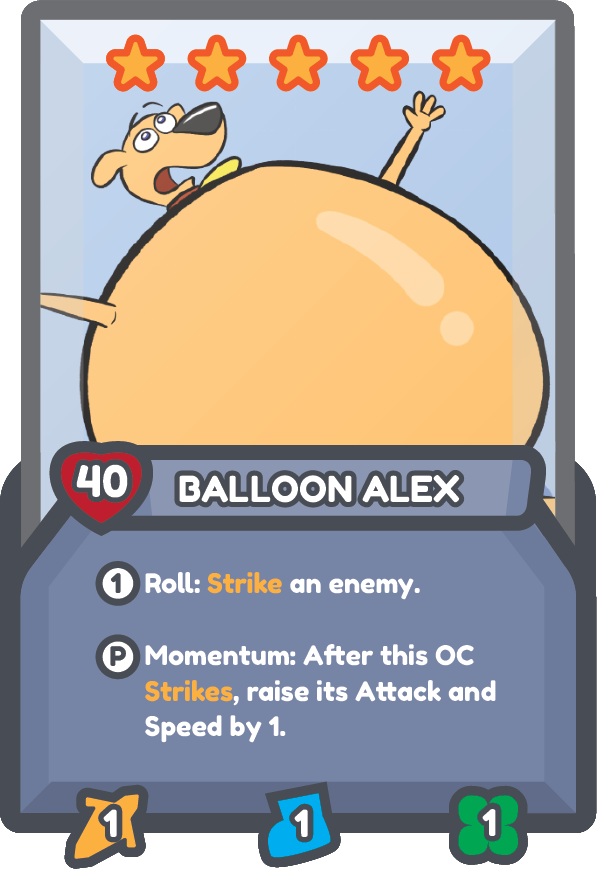 40
BALLOON ALEX
1 Roll: Strike an enemy.
P Momentum: After this OC
Strikes, raise its Attack and
Speed by 1.
1 1 1